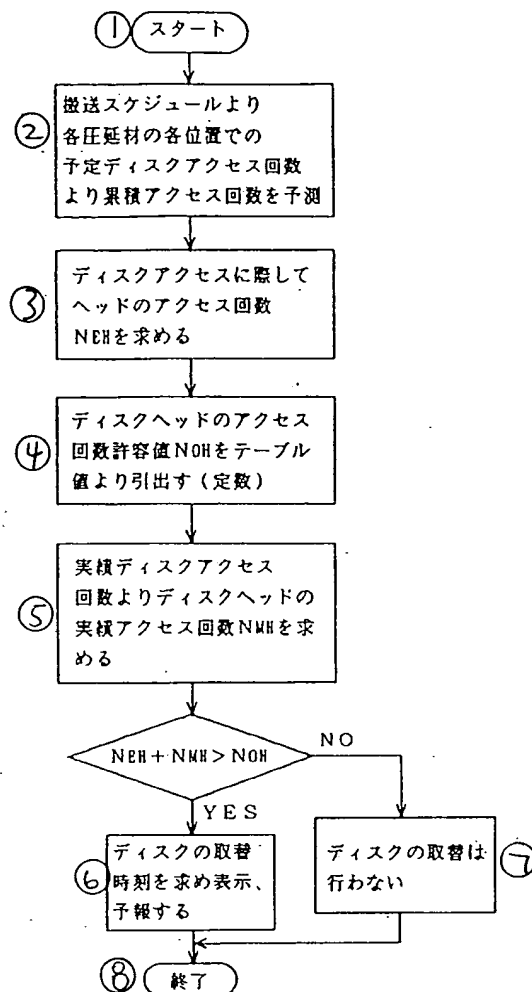 ① スタート
② 搬送スケジュールより
各圧延材の各位置での
予定ディスクアクセス回数
より累積アクセス回数を予測
③ ディスクアクセスに際して
ヘッドのアクセス回数
NEHを求める
④ ディスクヘッドのアクセス
回数許容値NOHをテーブル
値より引出す(定数)
⑤ 実績ディスクアクセス
回数よりディスクヘッドの
実績アクセス回数NMHを求
める
NEH+NMH>NOH
NO
YES
⑥ ディスクの取替
時刻を求め表示、
予報する
ディスクの取替は ⑦
行わない
⑧ 終了